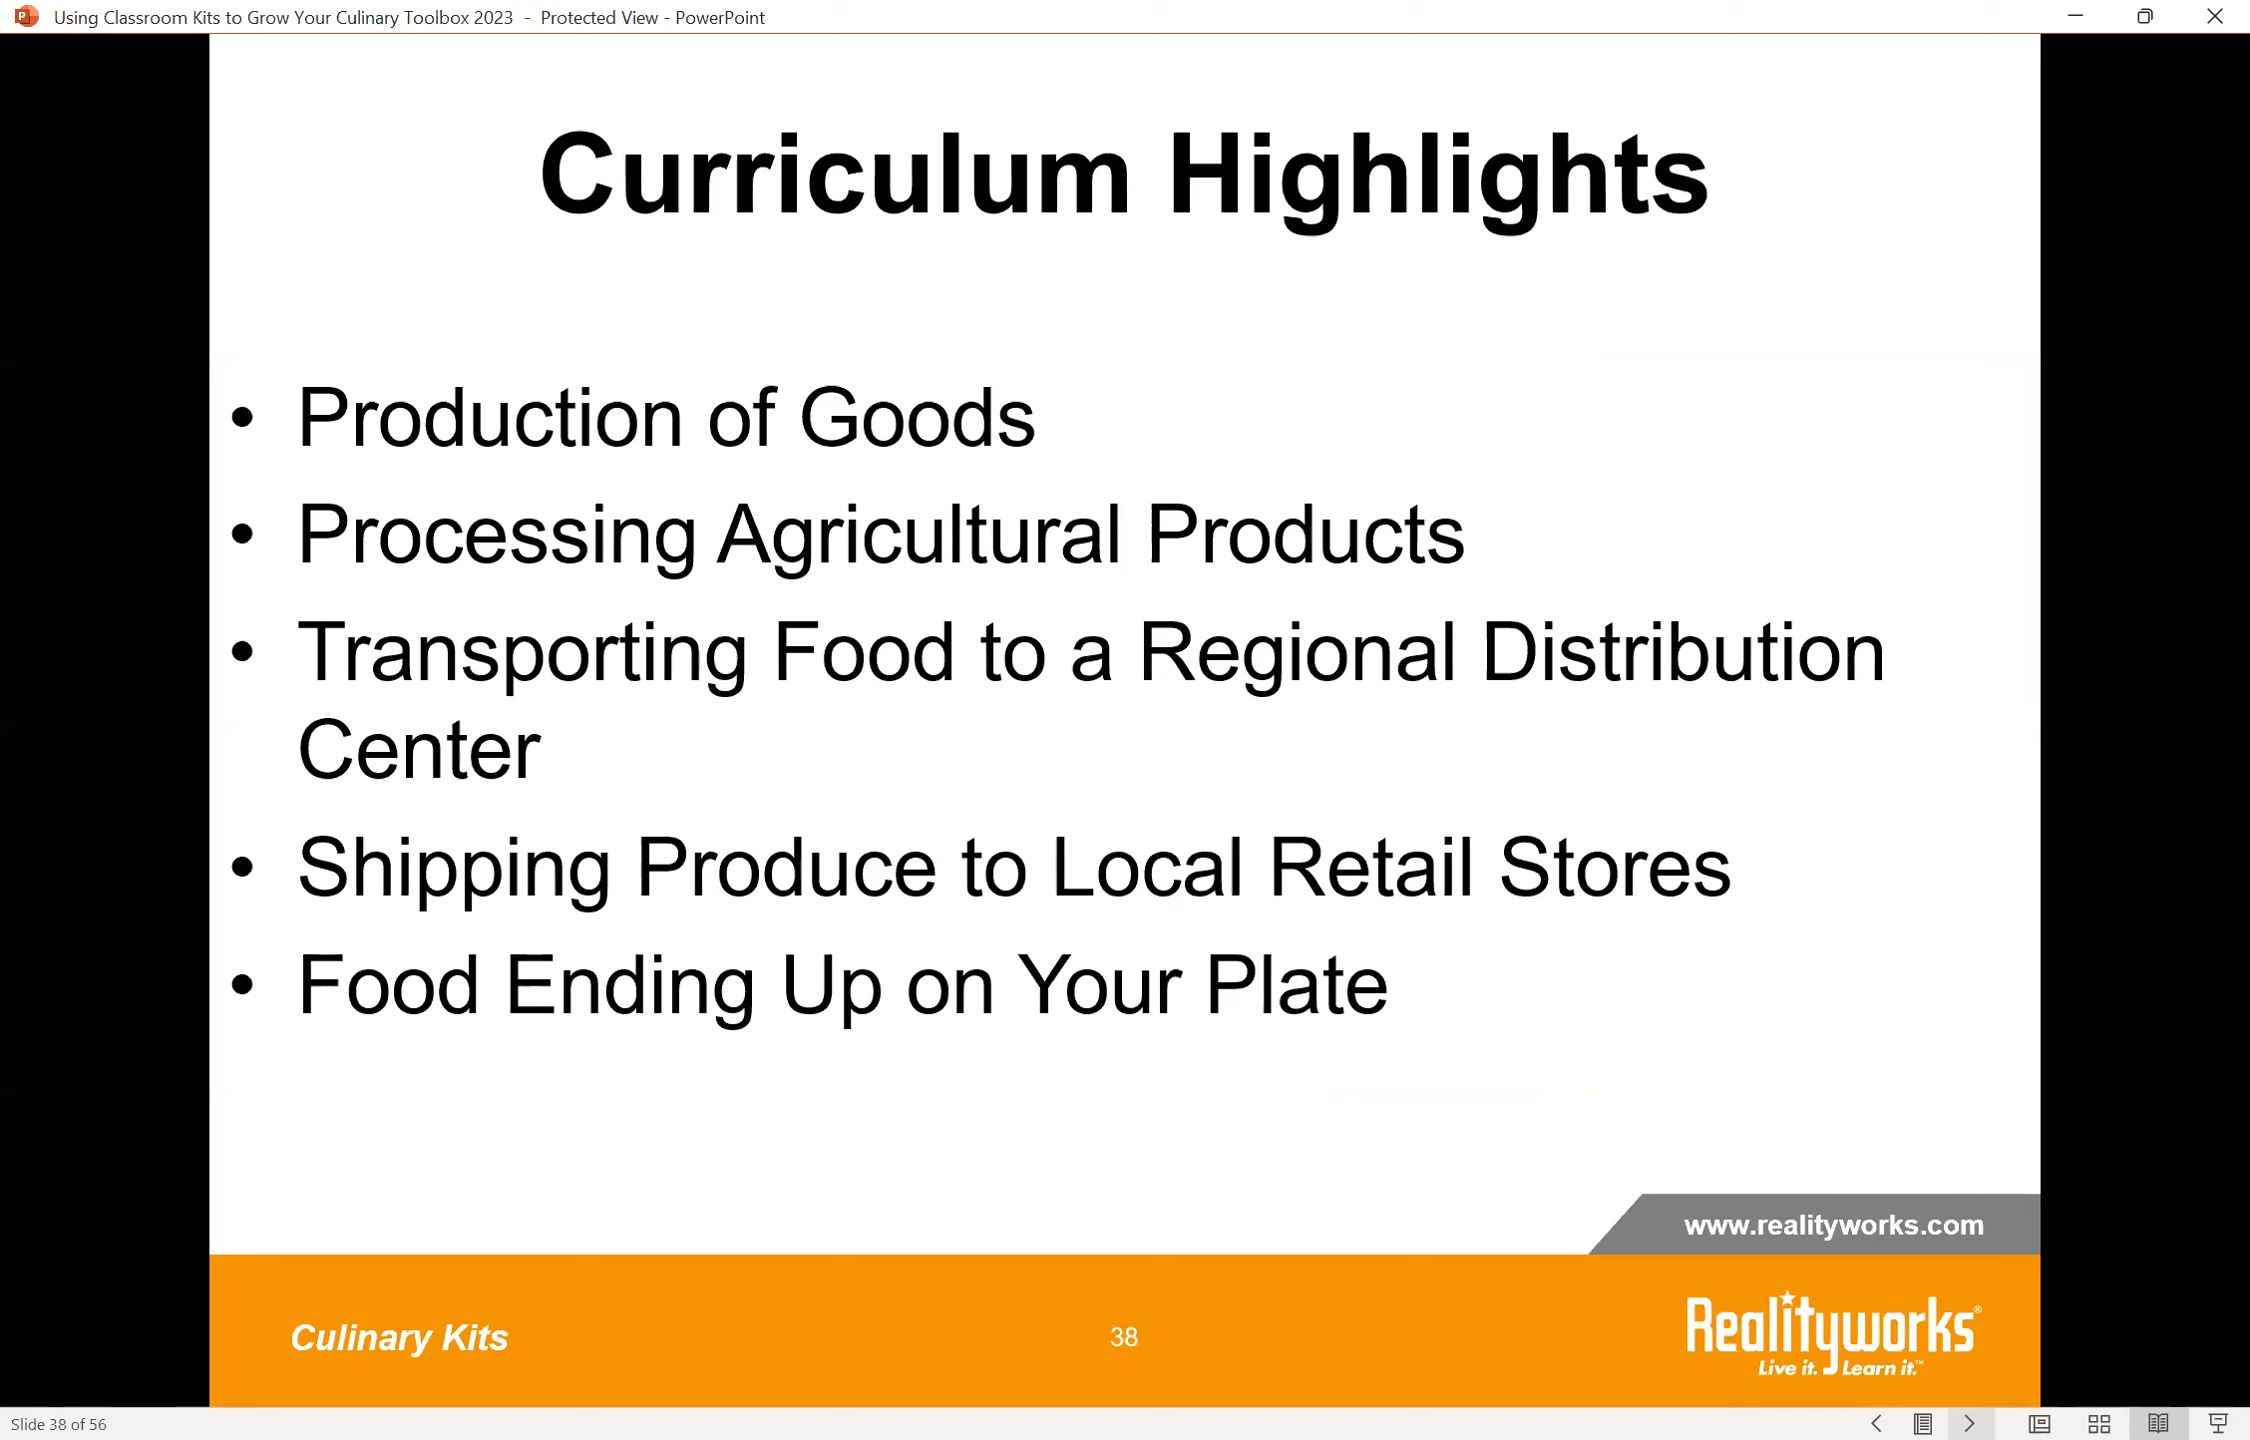 Using Classroom Kits to Grow Your Culinary Toolbox 2023 - Protected View - PowerPoint
Curriculum Highlights
• Production of Goods
• Processing Agricultural Products
• Transporting Food to a Regional Distribution
Center
• Shipping Produce to Local Retail Stores
• Food Ending Up on Your Plate
www.realityworks.com
Culinary Kits
38
Realityworks®
Live it. Learn it.™
Slide 38 of 56